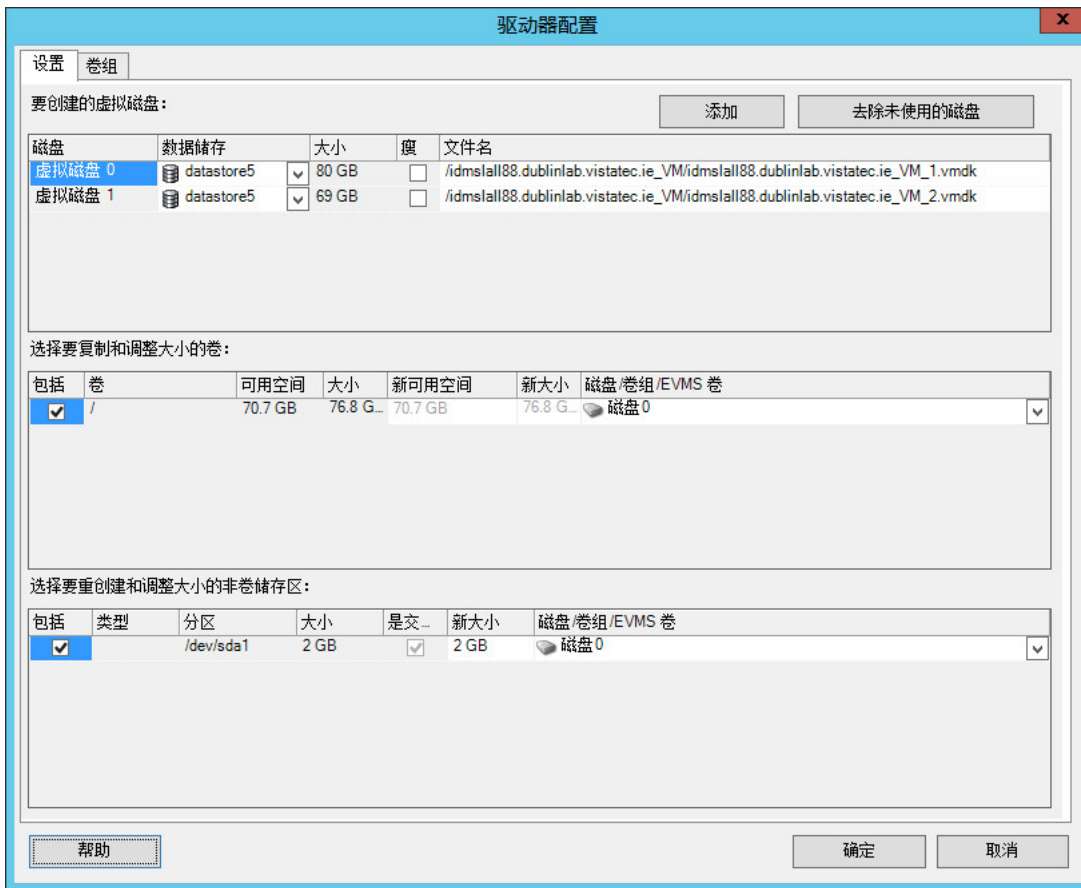 驱动器配置
x
设置 卷组
要创建的虚拟磁盘: 添加 去除未使用的磁盘
磁盘 数据储存 大小 瘦 文件名
虚拟磁盘 0 datastore5 80 GB /idmslall88.dublinlab.vistatec.ie_VM/idmslall88.dublinlab.vistatec.ie_VM_1.vmdk
虚拟磁盘 1 datastore5 69 GB /idmslall88.dublinlab.vistatec.ie_VM/idmslall88.dublinlab.vistatec.ie_VM_2.vmdk
选择要复制和调整大小的卷:
包括 卷 可用空间 大小 新可用空间 新大小 磁盘/卷组/EVMS 卷
/ 70.7 GB 76.8 G... 70.7 GB 76.8 G... 磁盘0
选择要重创建和调整大小的非卷储存区:
包括 类型 分区 大小 是交... 新大小 磁盘/卷组/EVMS 卷
/dev/sda1 2 GB 2 GB 磁盘0
帮助 确定 取消